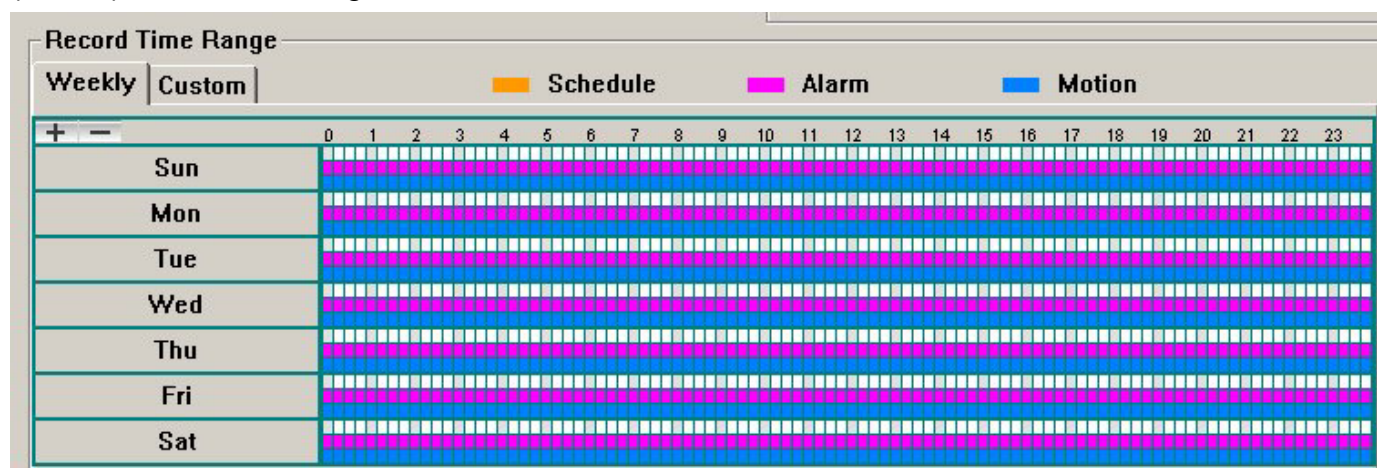 Record Time Range
Weekly Custom Schedule Alarm Motion
+ − 0 1 2 3 4 5 6 7 8 9 10 11 12 13 14 15 16 17 18 19 20 21 22 23
Sun
Mon
Tue
Wed
Thu
Fri
Sat